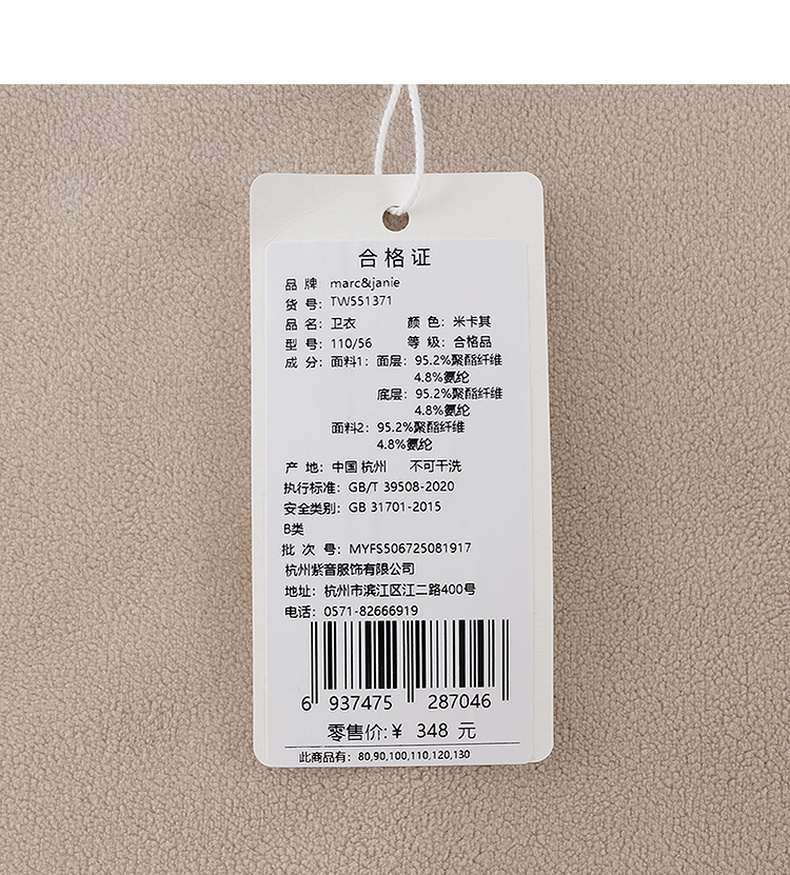 合格证
品 牌 marc&janie
货 号：TW551371
品 名：卫衣 颜 色：米卡其
型 号：110/56 等 级：合格品
成 分：面料1：面层：95.2%聚酯纤维
4.8%氨纶
底层：95.2%聚酯纤维
4.8%氨纶
面料2：95.2%聚酯纤维
4.8%氨纶
产 地：中国 杭州 不可干洗
执行标准：GB/T 39508-2020
安全类别：GB 31701-2015
B类
批 次 号：MYFS506725081917
杭州紫音服饰有限公司
地址：杭州市滨江区江二路400号
电话：0571-82666919
6 937475 287046
零售价:¥ 348 元
此商品有：80,90,100,110,120,130